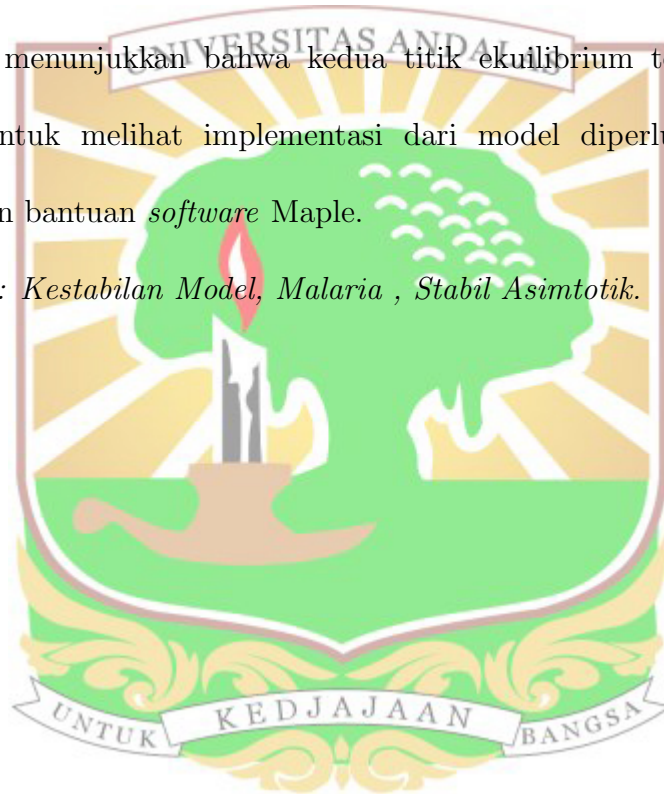 menunjukkan bahwa kedua titik ekuilibrium
ntuk melihat implementasi dari model
n bantuan software Maple.
: Kestabilan Model, Malaria , Stabil Asimtotik.
UNIVERSITAS ANDALAS
UNTUK KEDJAJAAN BANGSA